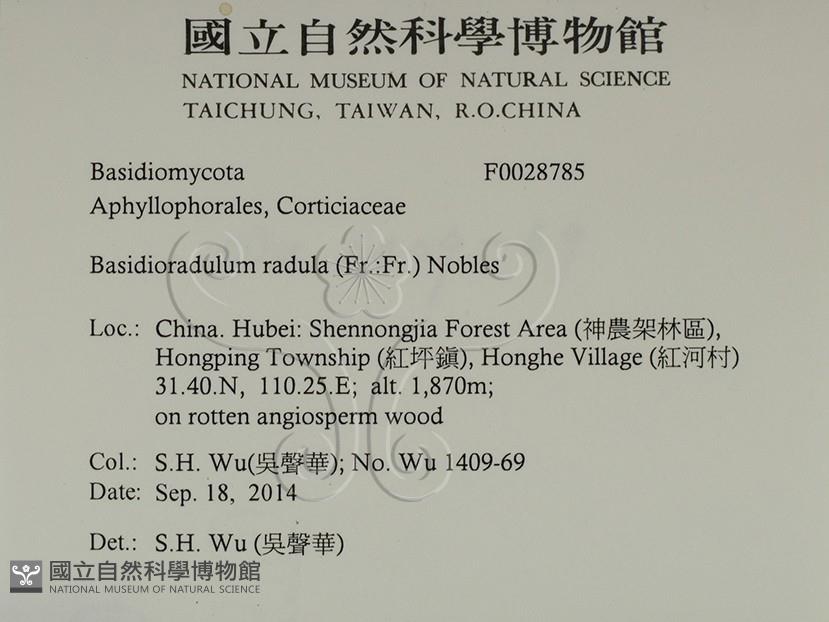 國立自然科學博物館
NATIONAL MUSEUM OF NATURAL SCIENCE
TAICHUNG, TAIWAN, R.O.CHINA
Basidiomycota F0028785
Aphyllophorales, Corticiaceae
Basidioradulum radula (Fr.:Fr.) Nobles
Loc.: China. Hubei: Shennongjia Forest Area (神農架林區),
Hongping Township (紅坪鎮), Honghe Village (紅河村)
31.40.N, 110.25.E; alt. 1,870m;
on rotten angiosperm wood
Col.: S.H. Wu(吳聲華); No. Wu 1409-69
Date: Sep. 18, 2014
Det.: S.H. Wu (吳聲華)
國立自然科學博物館
NATIONAL MUSEUM OF NATURAL SCIENCE